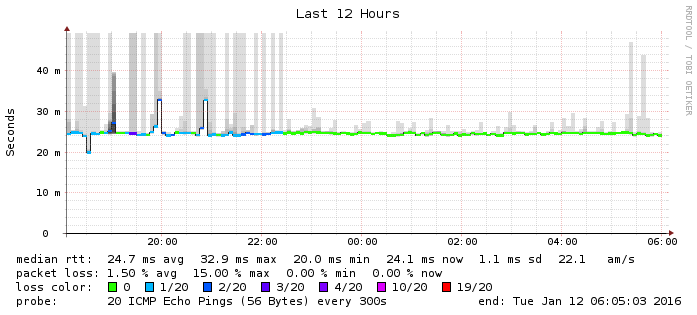 Last 12 Hours
RRDTOOL / TOBI OETIKER
Seconds
40 m
30 m
20 m
10 m
0
20:00 22:00 00:00 02:00 04:00 06:00
median rtt: 24.7 ms avg 32.9 ms max 20.0 ms min 24.1 ms now 1.1 ms sd 22.1 am/s
packet loss: 1.50 % avg 15.00 % max 0.00 % min 0.00 % now
loss color: 0 1/20 2/20 3/20 4/20 10/20 19/20
probe: 20 ICMP Echo Pings (56 Bytes) every 300s end: Tue Jan 12 06:05:03 2016